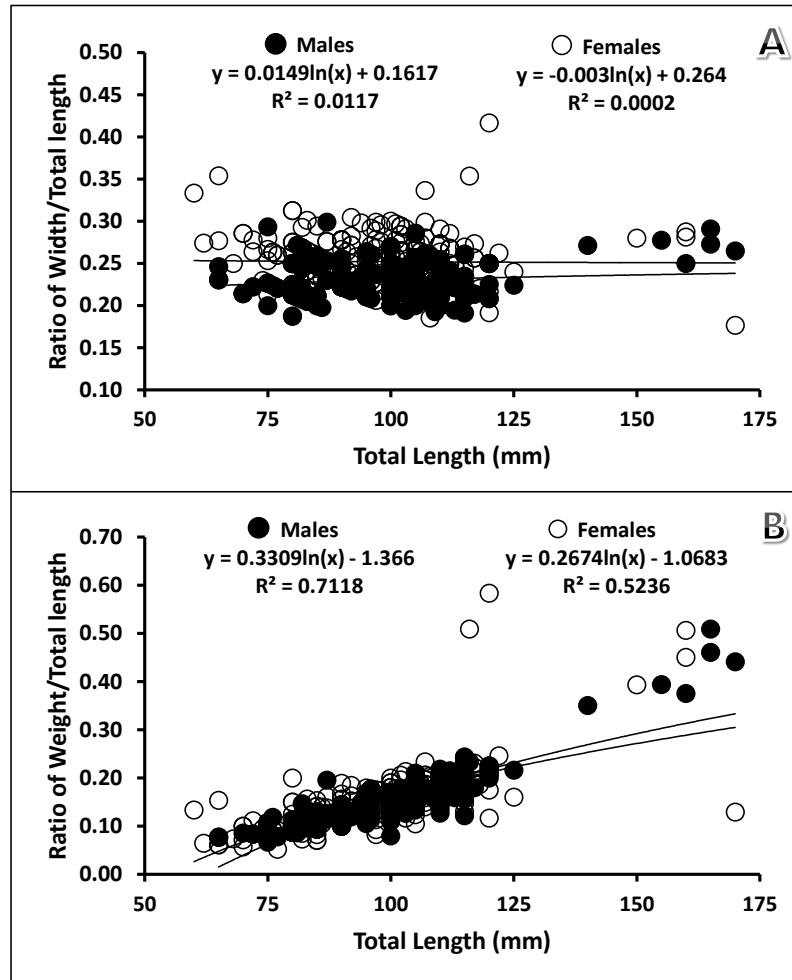 A
Males Females
y = 0.0149ln(x) + 0.1617 y = -0.003ln(x) + 0.264
R² = 0.0117 R² = 0.0002
Ratio of Width/Total length
0.50
0.45
0.40
0.35
0.30
0.25
0.20
0.15
0.10
50 75 100 125 150 175
Total Length (mm)
B
Males Females
y = 0.3309ln(x) - 1.366 y = 0.2674ln(x) - 1.0683
R² = 0.7118 R² = 0.5236
Ratio of Weight/Total length
0.70
0.60
0.50
0.40
0.30
0.20
0.10
0.00
50 75 100 125 150 175
Total Length (mm)